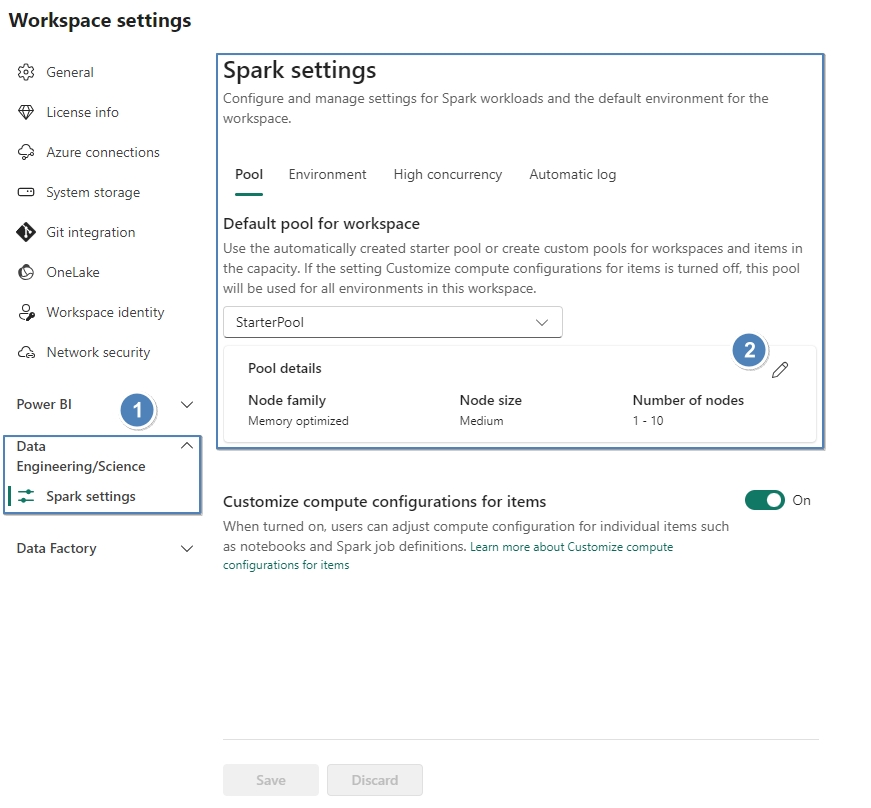 Workspace settings
General
License info
Azure connections
System storage
Git integration
OneLake
Workspace identity
Network security
Power BI
1
Data
Engineering/Science
Spark settings
Data Factory
Spark settings
Configure and manage settings for Spark workloads and the default environment for the
workspace.
Pool Environment High concurrency Automatic log
Default pool for workspace
Use the automatically created starter pool or create custom pools for workspaces and items in
the capacity. If the setting Customize compute configurations for items is turned off, this pool
will be used for all environments in this workspace.
StarterPool
2
Pool details
Node family Node size Number of nodes
Memory optimized Medium 1 - 10
Customize compute configurations for items On
When turned on, users can adjust compute configuration for individual items such
as notebooks and Spark job definitions. Learn more about Customize compute
configurations for items
Save Discard